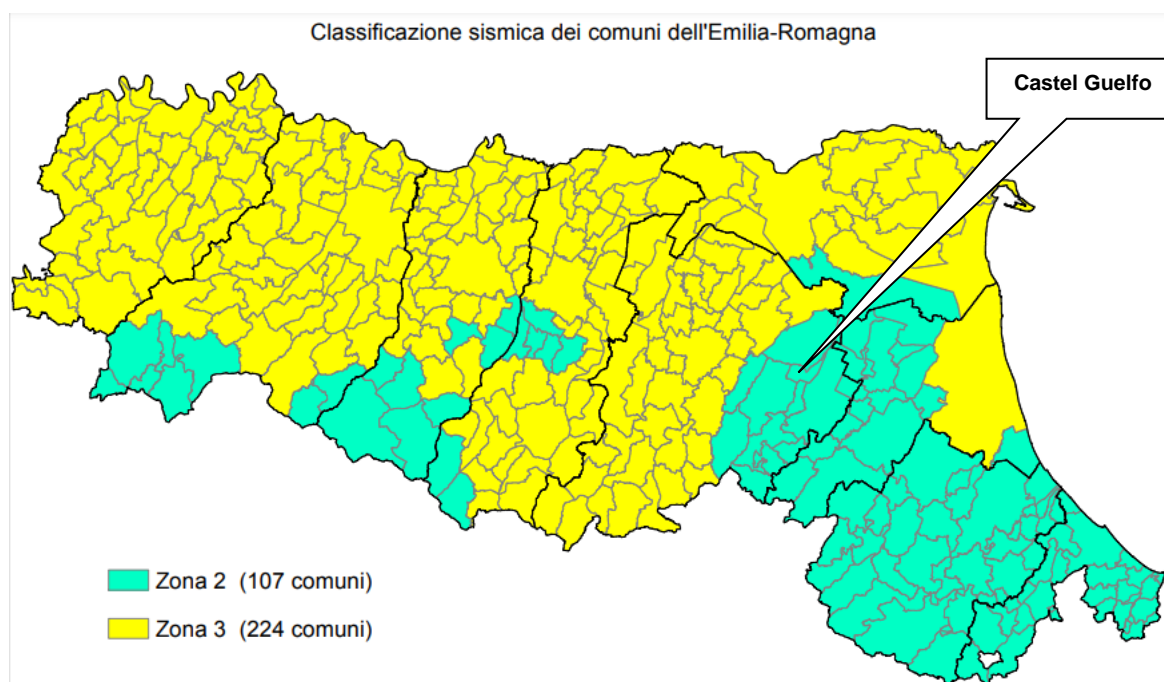 Classificazione sismica dei comuni dell'Emilia-Romagna
Castel Guelfo
Zona 2 (107 comuni)
Zona 3 (224 comuni)